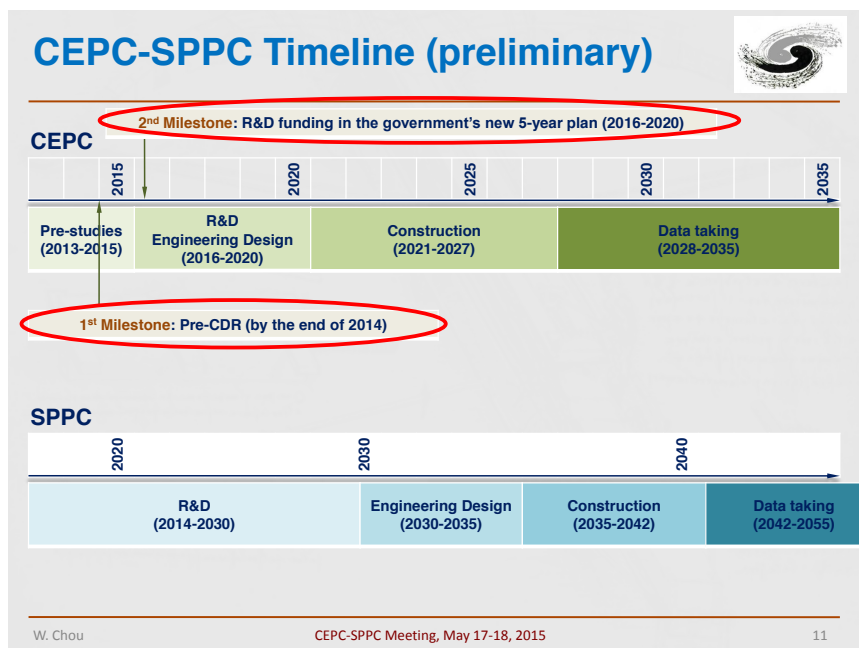 CEPC-SPPC Timeline (preliminary)
2nd Milestone: R&D funding in the government's new 5-year plan (2016-2020)
CEPC
2015
2020
2025
2030
2035
Pre-studies
(2013-2015)
R&D
Engineering Design
(2016-2020)
Construction
(2021-2027)
Data taking
(2028-2035)
1st Milestone: Pre-CDR (by the end of 2014)
SPPC
2020
2030
2040
R&D
(2014-2030)
Engineering Design
(2030-2035)
Construction
(2035-2042)
Data taking
(2042-2055)
W. Chou
CEPC-SPPC Meeting, May 17-18, 2015
11